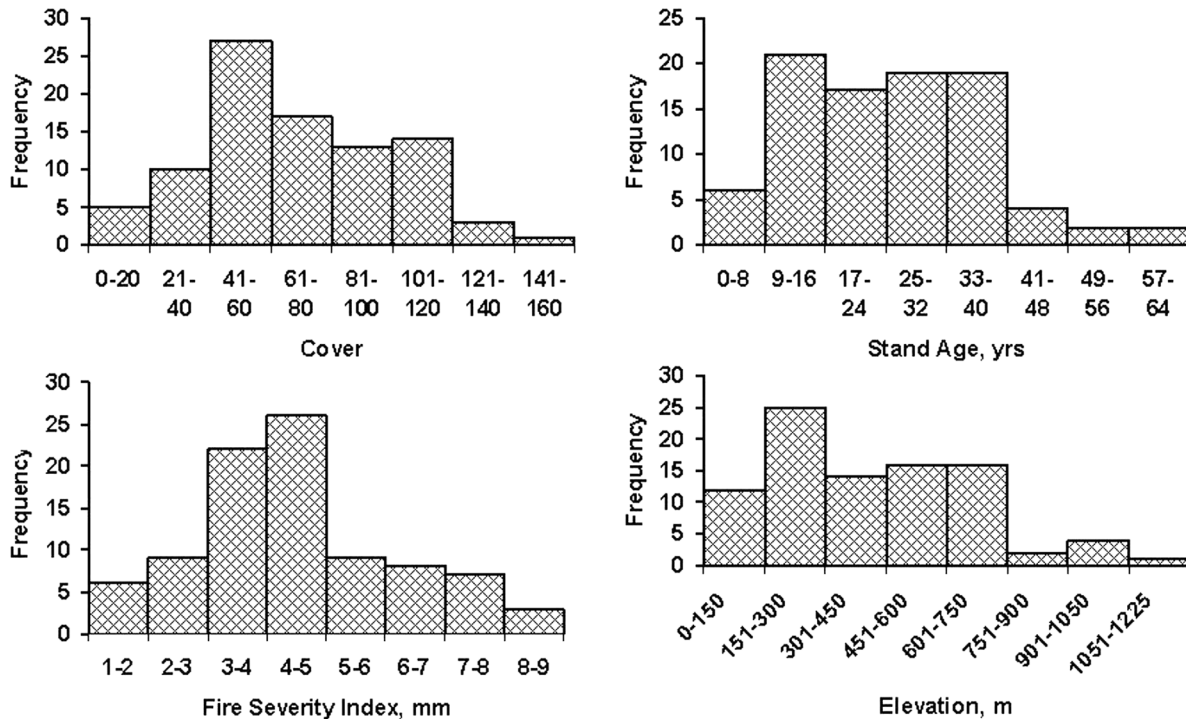 30
25
20
15
10
5
0
Frequency
0-20 21- 41- 61- 81- 101- 121- 141-
40 60 80 100 120 140 160
Cover
25
20
15
10
5
0
Frequency
0-8 9-16 17- 25- 33- 41- 49- 57-
24 32 40 48 56 64
Stand Age, yrs
30
25
20
15
10
5
0
Frequency
1-2 2-3 3-4 4-5 5-6 6-7 7-8 8-9
Fire Severity Index, mm
30
25
20
15
10
5
0
Frequency
0-150
151-300
301-450
451-600
601-750
751-900
901-1050
1051-1225
Elevation, m